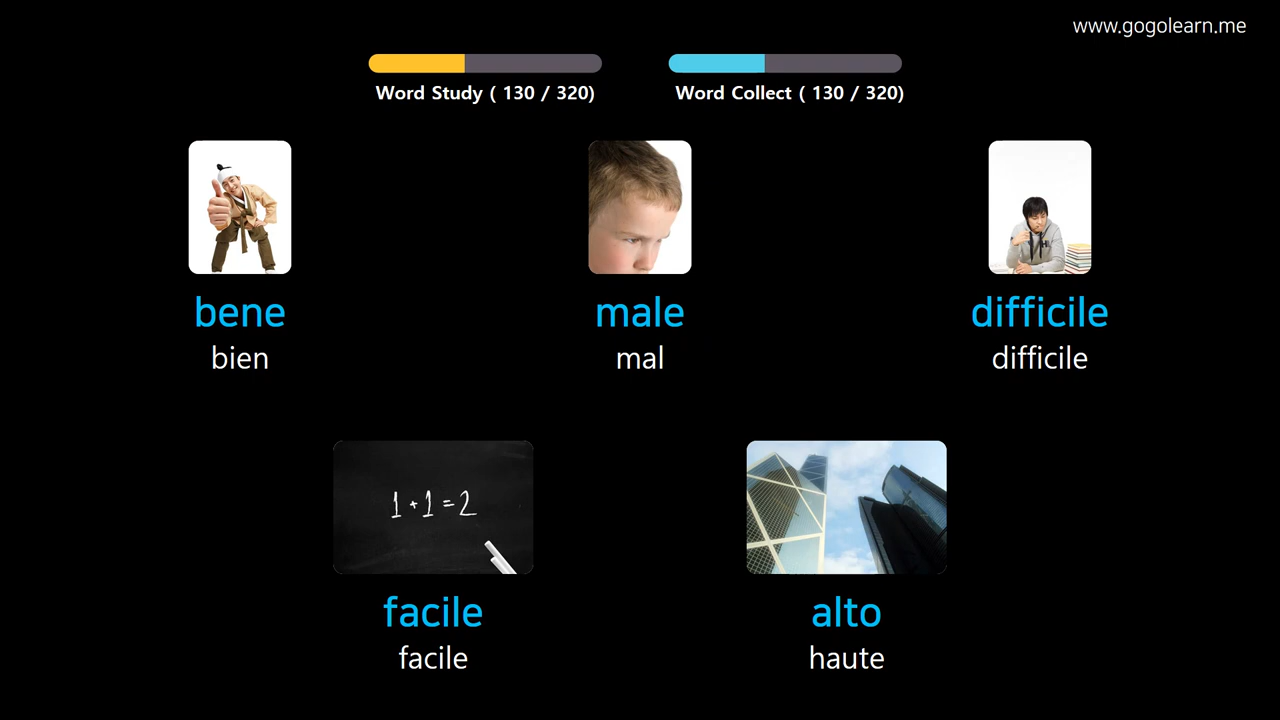 www.gogolearn.me
Word Study ( 130 / 320)
Word Collect ( 130 / 320)
bene
bien
male
mal
difficile
difficile
1+1=2
facile
facile
alto
haute